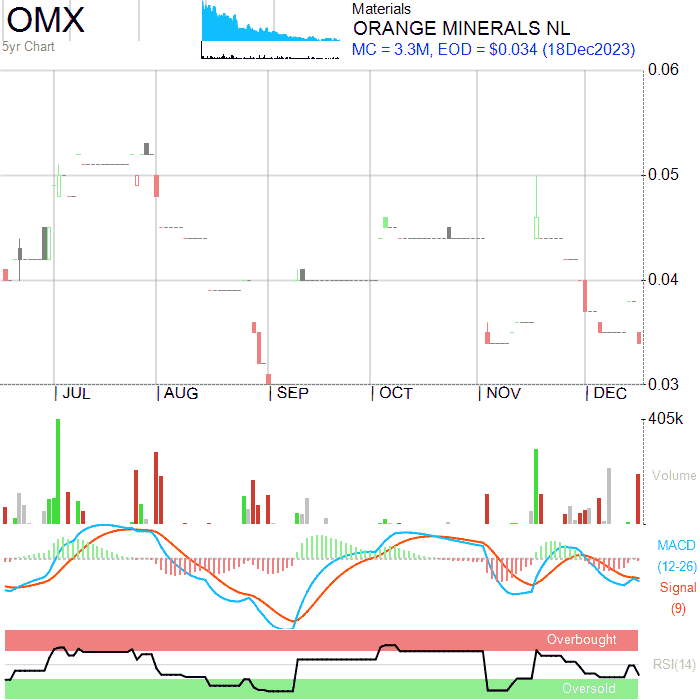 OMX
5yr Chart
Materials
ORANGE MINERALS NL
MC = 3.3M, EOD = $0.034 (18Dec2023)
0.06
0.05
0.04
0.03
JUL AUG SEP OCT NOV DEC
405k
Volume
MACD
(12-26)
Signal
(9)
Overbought
RSI(14)
Oversold